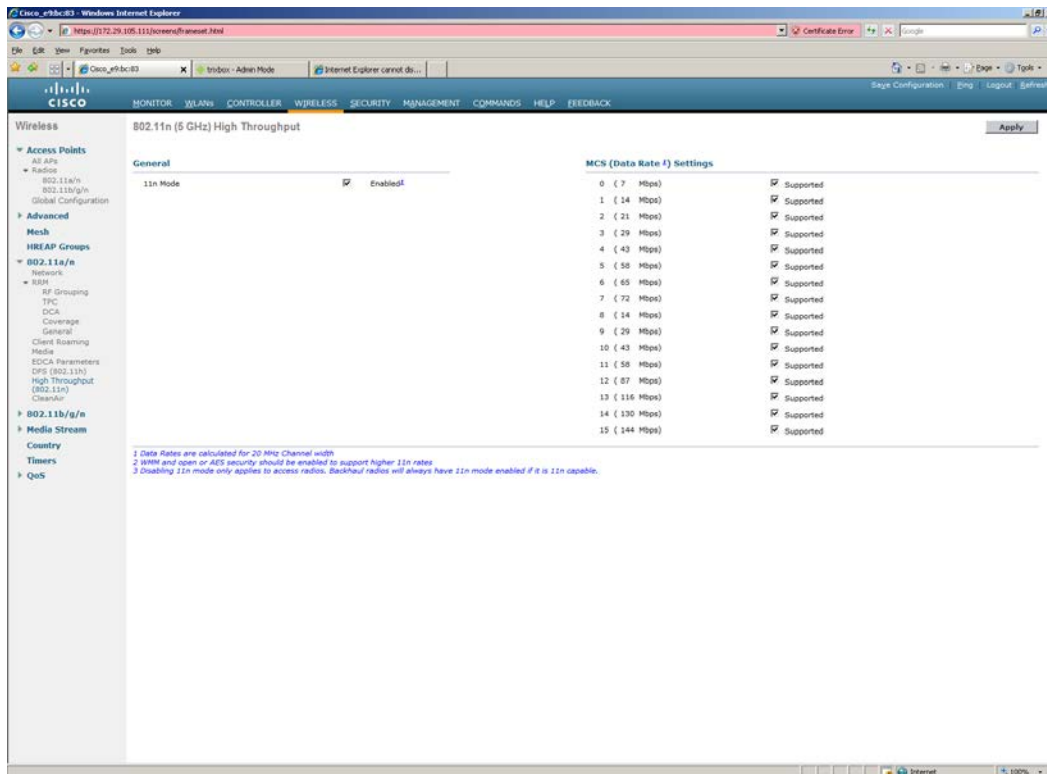 Cisco_e9:bc:83 - Windows Internet Explorer
https://172.29.105.111/screens/frameset.html
Certificate Error
Google
File Edit View Favorites Tools Help
Cisco_e9:bc:83
tnxbox - Admin Mode
Internet Explorer cannot dis...
Page
Tools
Save Configuration Ping Logout Refresh
CISCO
MONITOR WLANs CONTROLLER WIRELESS SECURITY MANAGEMENT COMMANDS HELP FEEDBACK
Wireless
Access Points
All APs
Radios
802.11a/n
802.11b/g/n
Global Configuration
Advanced
Mesh
HREAP Groups
802.11a/n
Network
RRM
RF Grouping
TPC
DCA
Coverage
General
Client Roaming
Media
EDCA Parameters
DFS (802.11h)
High Throughput
(802.11n)
CleanAir
802.11b/g/n
Media Stream
Country
Timers
QoS
802.11n (5 GHz) High Throughput
Apply
General
11n Mode Enabled
MCS (Data Rate 1) Settings
0 ( 7 Mbps) Supported
1 ( 14 Mbps) Supported
2 ( 21 Mbps) Supported
3 ( 29 Mbps) Supported
4 ( 43 Mbps) Supported
5 ( 58 Mbps) Supported
6 ( 65 Mbps) Supported
7 ( 72 Mbps) Supported
8 ( 14 Mbps) Supported
9 ( 29 Mbps) Supported
10 ( 43 Mbps) Supported
11 ( 58 Mbps) Supported
12 ( 87 Mbps) Supported
13 ( 116 Mbps) Supported
14 ( 130 Mbps) Supported
15 ( 144 Mbps) Supported
1 Data Rates are calculated for 20 MHz Channel width
2 WMM and open or AES security should be enabled to support higher 11n rates
3 Disabling 11n mode only applies to access radios. Backhaul radios will always have 11n mode enabled if it is 11n capable.
Internet
100%